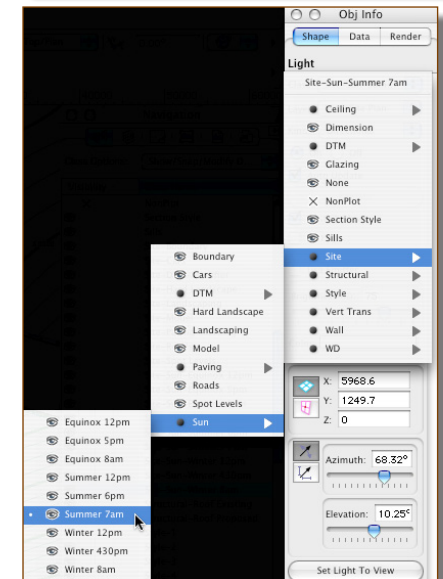 Obj Info
Shape Data Render
Light
Site-Sun-Summer 7am
Ceiling
Dimension
DTM
Glazing
None
NonPlot
Section Style
Sills
Site
Structural
Style
Vert Trans
Wall
WD
Boundary
Cars
DTM
Hard Landscape
Landscaping
Model
Paving
Roads
Spot Levels
Sun
Equinox 12pm
Equinox 5pm
Equinox 8am
Summer 12pm
Summer 6pm
Summer 7am
Winter 12pm
Winter 430pm
Winter 8am
X: 5968.6
Y: 1249.7
Z: 0
Azimuth: 68.32°
Elevation: 10.25°
Set Light To View